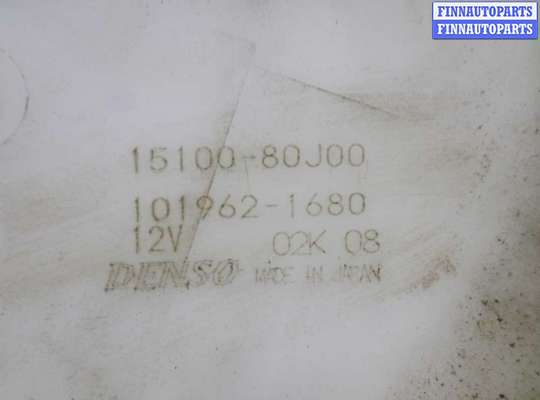 FINNAUTOPARTS
FINNAUTOPARTS
15100-80J00
101962-1680
12V 02K 08
DENSO MADE IN JAPAN